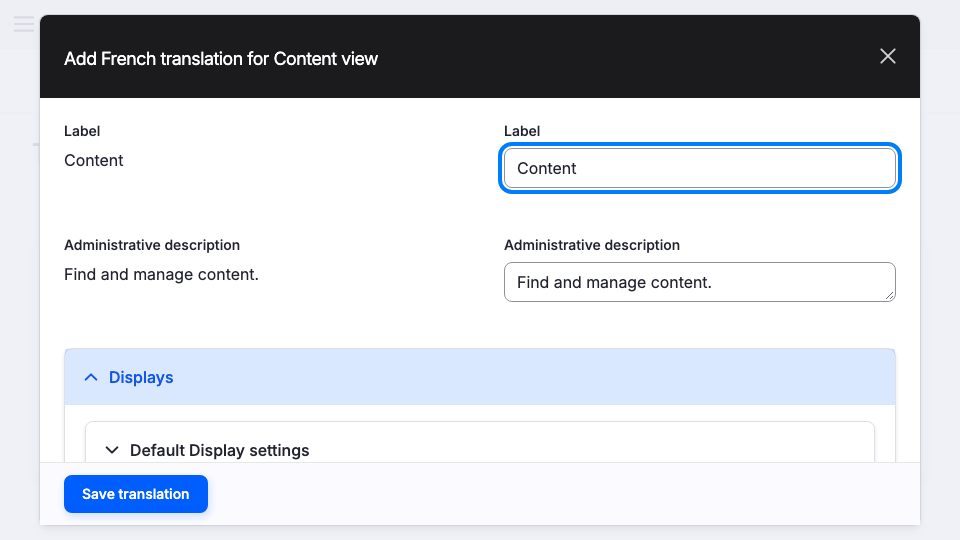 Add French translation for Content view
Label
Content
Label
Content
Administrative description
Find and manage content.
Administrative description
Find and manage content.
Displays
Default Display settings
Save translation